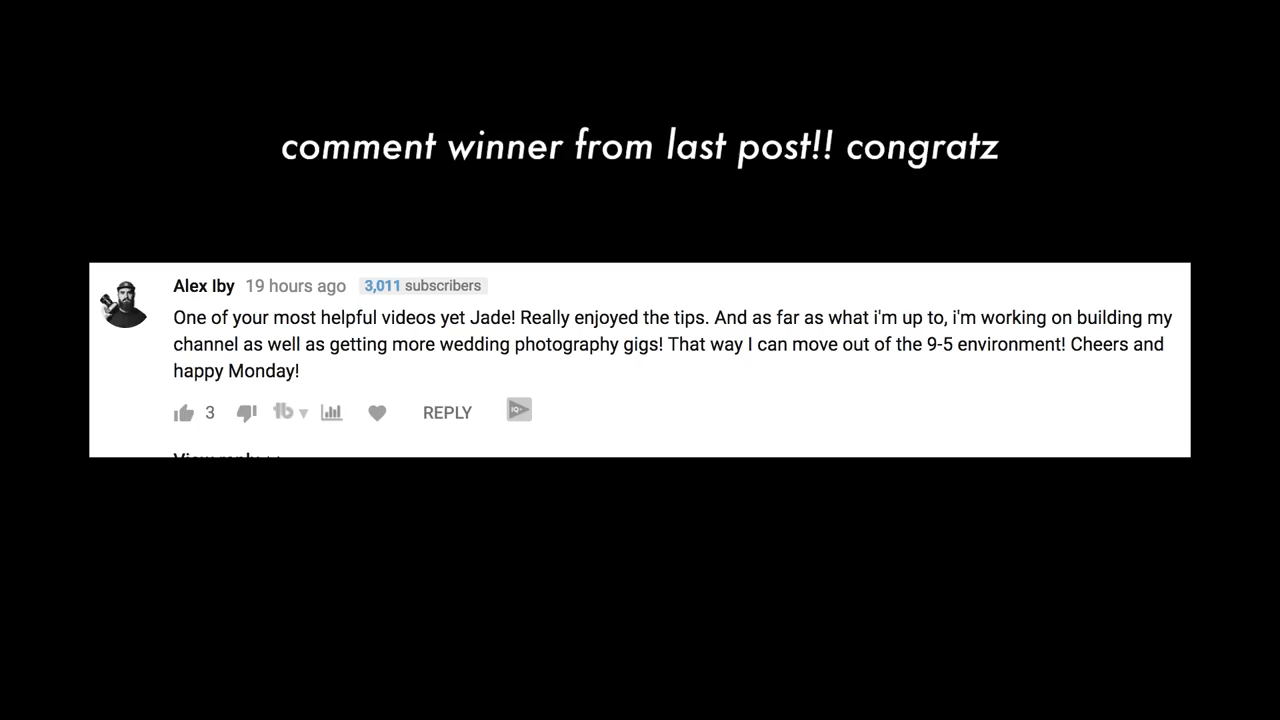 comment winner from last post!! congratz
Alex Iby 19 hours ago 3,011 subscribers
One of your most helpful videos yet Jade! Really enjoyed the tips. And as far as what i'm up to, i'm working on building my
channel as well as getting more wedding photography gigs! That way I can move out of the 9-5 environment! Cheers and
happy Monday!
3 REPLY
View reply